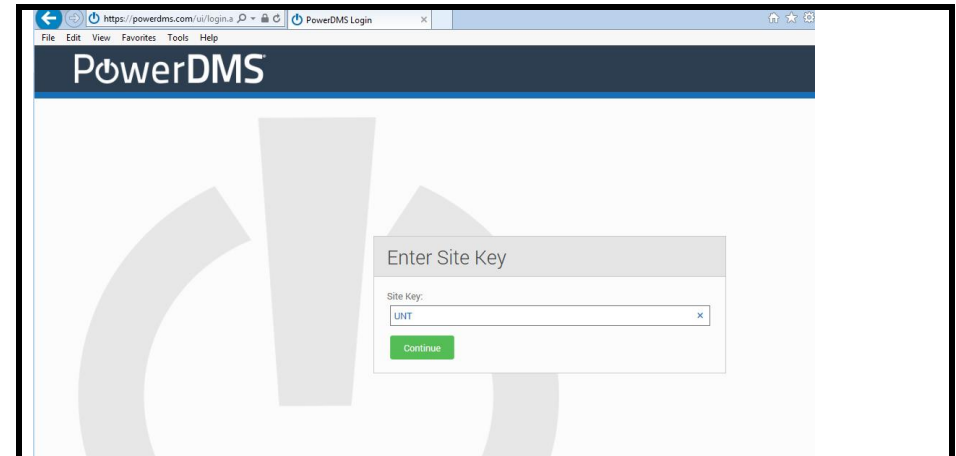 https://powerdms.com/ui/login.a PowerDMS Login
File Edit View Favorites Tools Help
PowerDMS
Enter Site Key
Site Key:
UNT
Continue